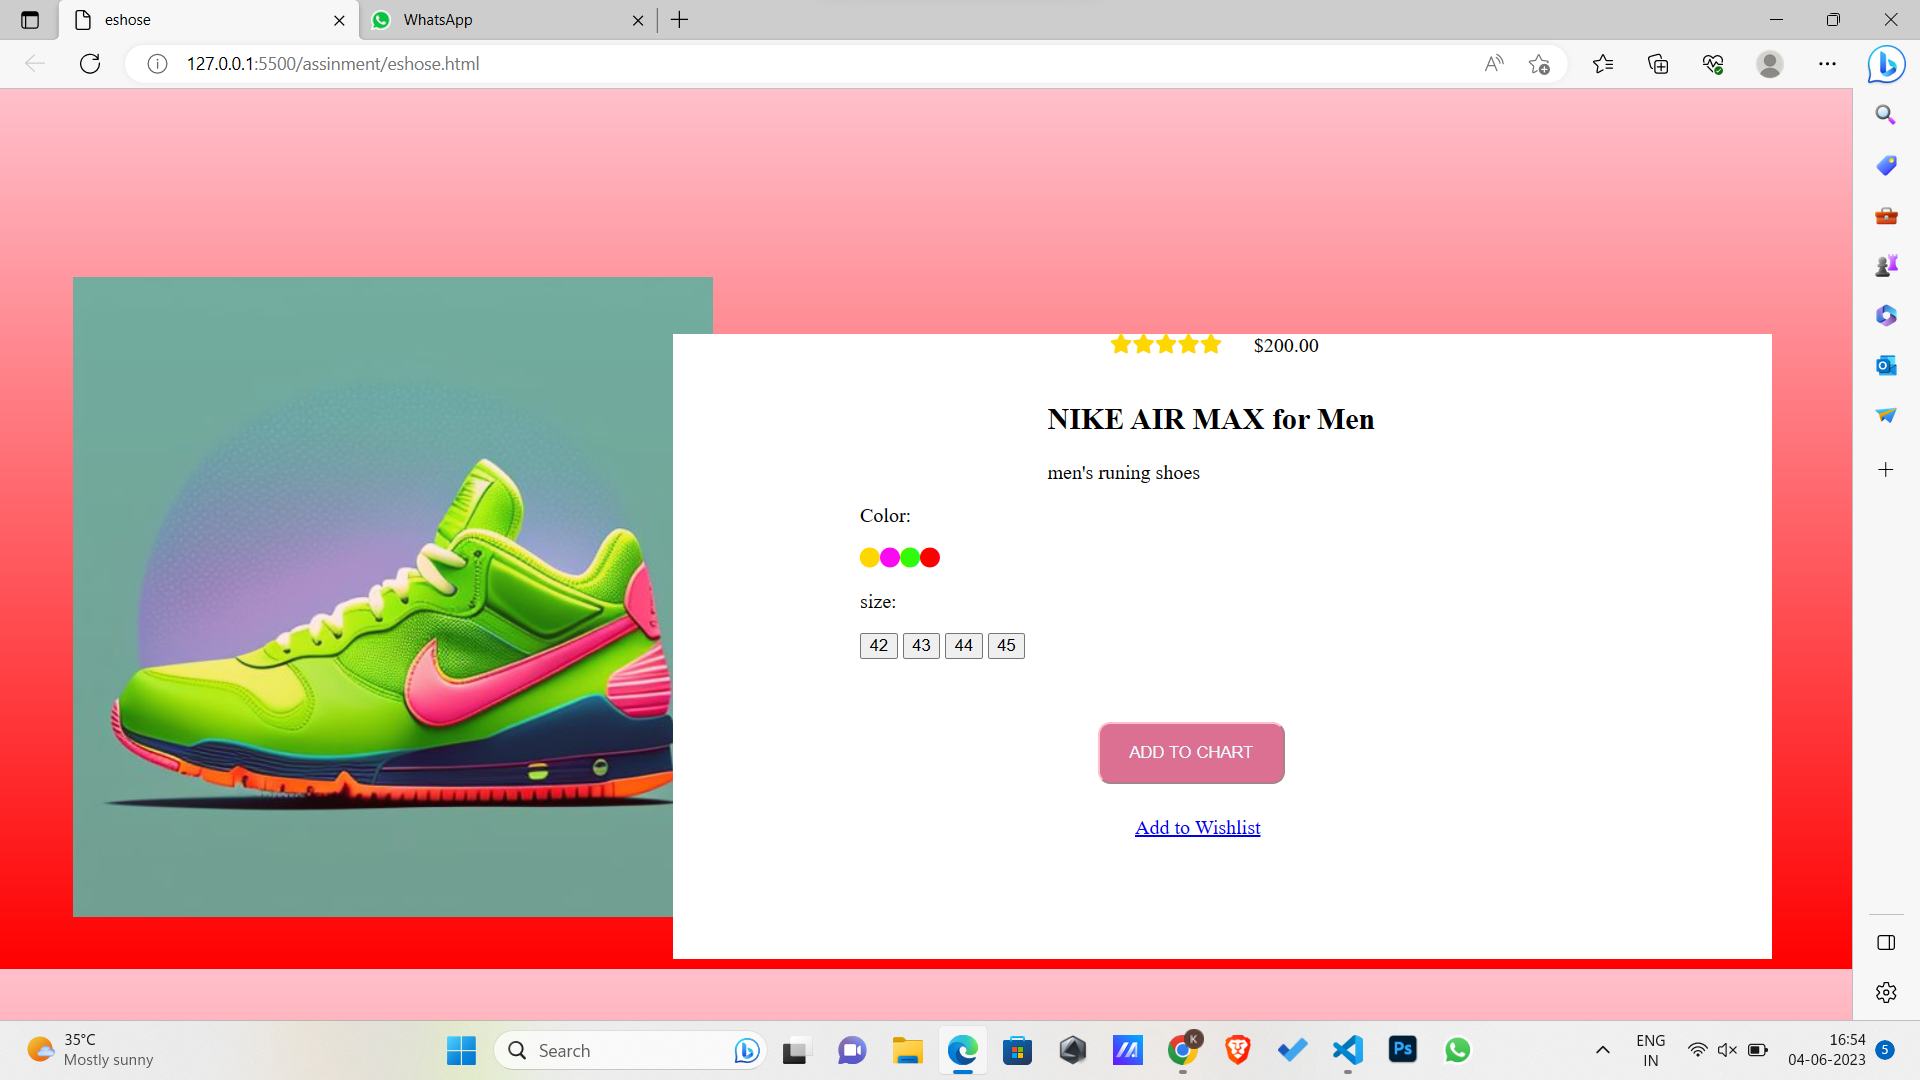 eshose
WhatsApp
127.0.0.1:5500/assinment/eshose.html
$200.00
NIKE AIR MAX for Men
men's runing shoes
Color:
size:
42 43 44 45
ADD TO CHART
Add to Wishlist
35°C
Mostly sunny
Search
K
Ps
ENG
IN
16:54
04-06-2023
5